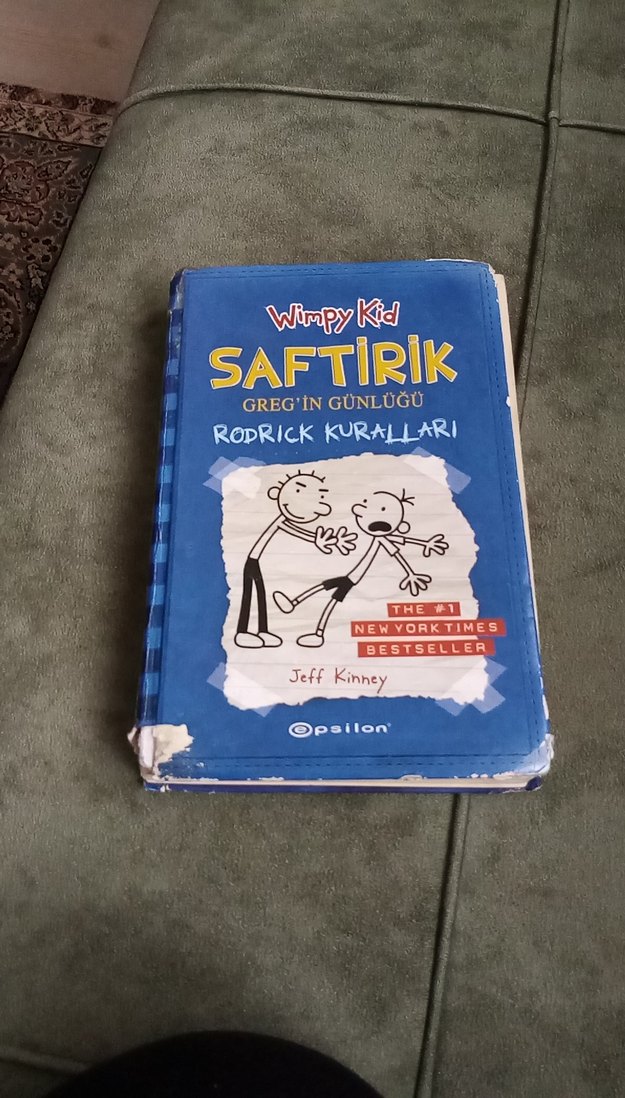 Wimpy Kid
SAFTİRİK
GREG'İN GÜNLÜĞÜ
RODRICK KURALLARI
THE #1
NEW YORK TIMES
BESTSELLER
Jeff Kinney
epsilon